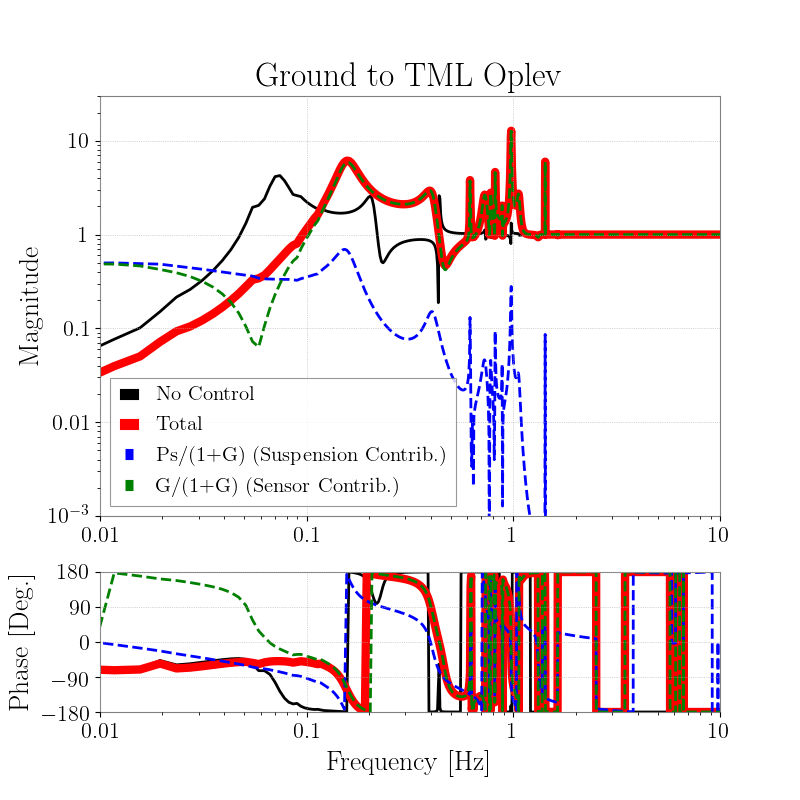 Ground to TML Oplev
Magnitude
10
1
0.1
0.01
10⁻³
No Control
Total
Ps/(1+G) (Suspension Contrib.)
G/(1+G) (Sensor Contrib.)
0.01 0.1 1 10
Phase [Deg.]
180
90
0
−90
−180
0.01 0.1 1 10
Frequency [Hz]